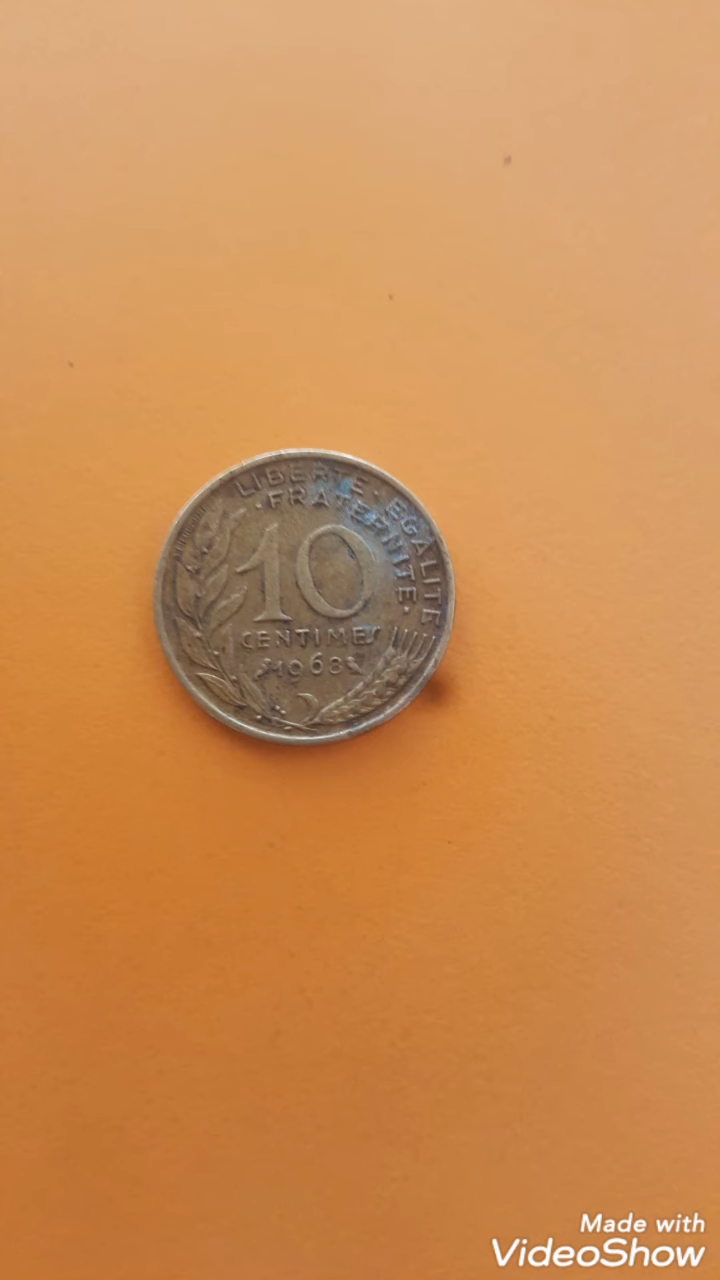 LIBERTE · EGALITE
· FRATERNITE ·
10
CENTIMES
1968
Made with
VideoShow